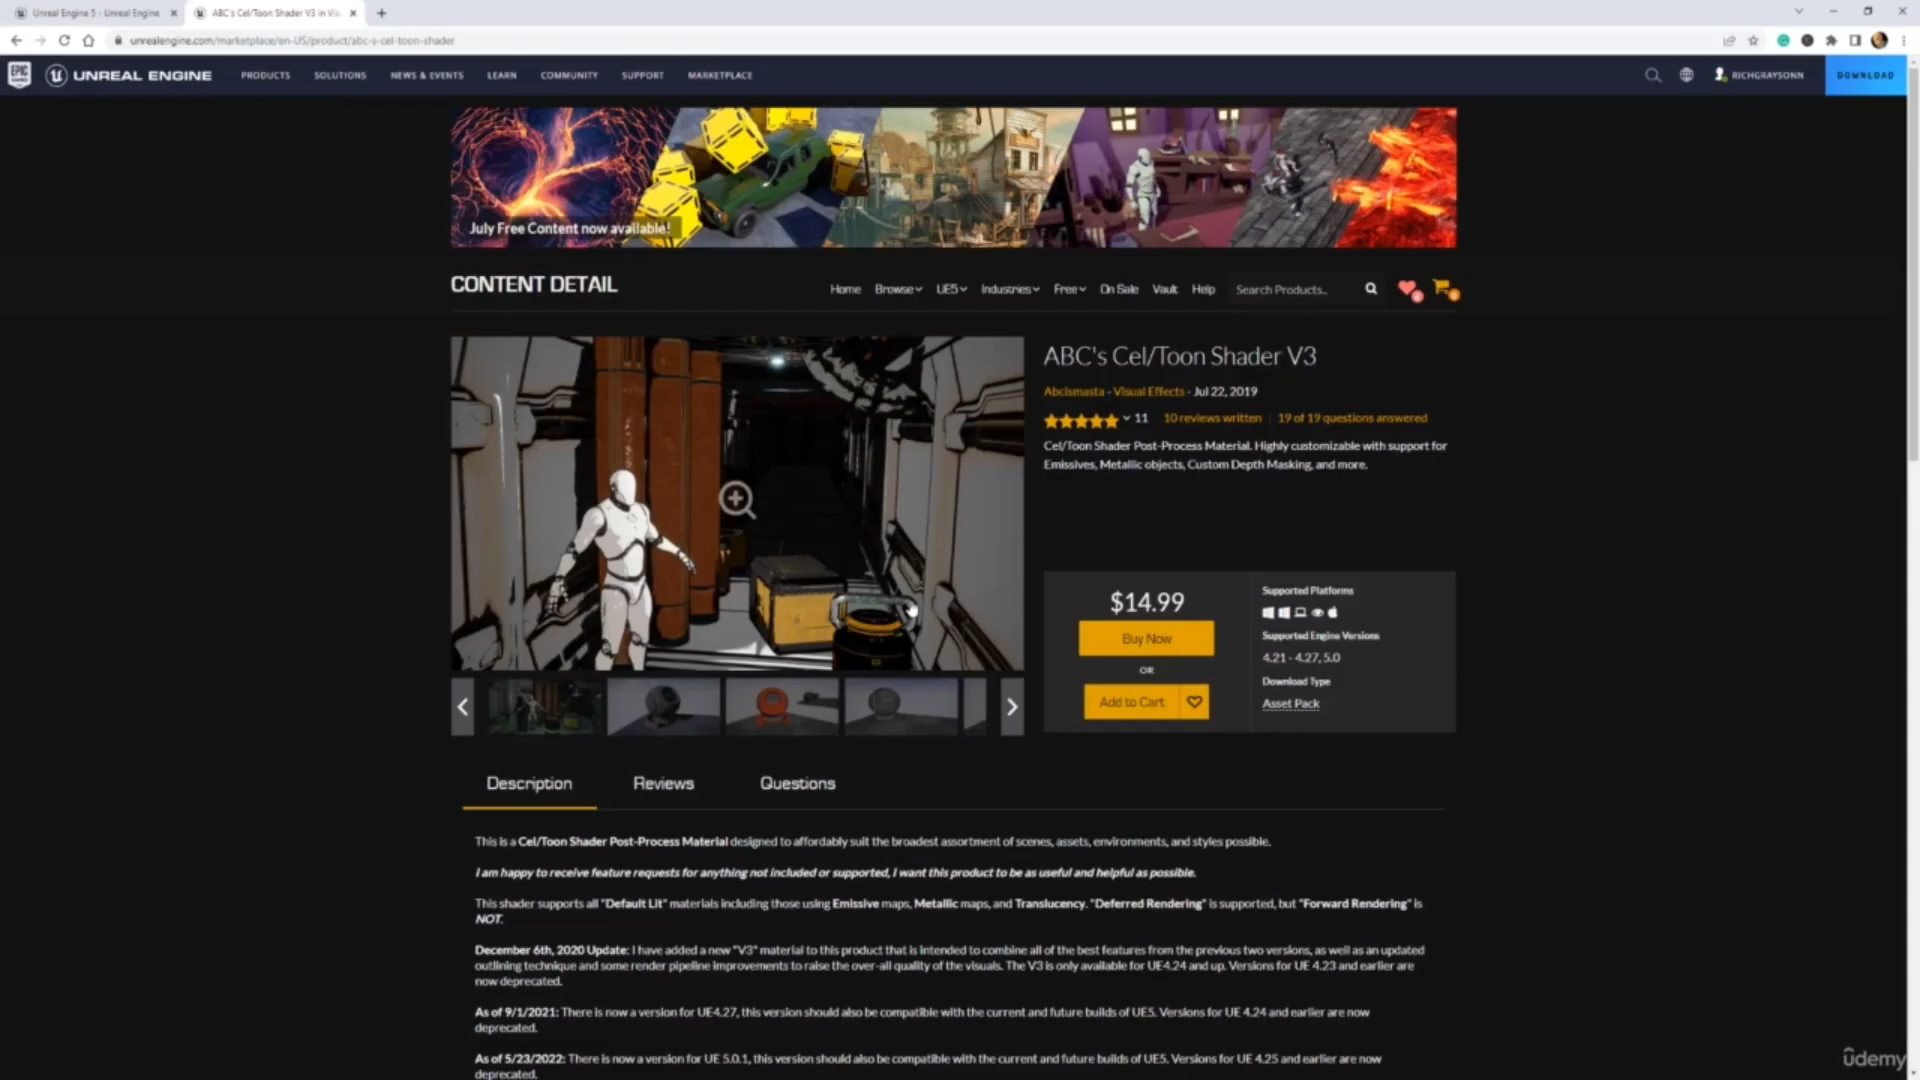 Unreal Engine 5 - Unreal Engine
ABC's Cel/Toon Shader V3 in Vis
unrealengine.com/marketplace/en-US/product/abc-s-cel-toon-shader
EPIC GAMES
UNREAL ENGINE
PRODUCTS
SOLUTIONS
NEWS & EVENTS
LEARN
COMMUNITY
SUPPORT
MARKETPLACE
RICHGRAYSONN
DOWNLOAD
July Free Content now available!
CONTENT DETAIL
Home
Browse
UE5
Industries
Free
On Sale
Vault
Help
Search Products...
ABC's Cel/Toon Shader V3
Abcismasta - Visual Effects - Jul 22, 2019
11
10 reviews written
19 of 19 questions answered
Cel/Toon Shader Post-Process Material. Highly customizable with support for
Emissives, Metallic objects, Custom Depth Masking, and more.
$14.99
Buy Now
OR
Add to Cart
Supported Platforms
Supported Engine Versions
4.21 - 4.27, 5.0
Download Type
Asset Pack
Description
Reviews
Questions
This is a Cel/Toon Shader Post-Process Material designed to affordably suit the broadest assortment of scenes, assets, environments, and styles possible.
I am happy to receive feature requests for anything not included or supported, I want this product to be as useful and helpful as possible.
This shader supports all "Default Lit" materials including those using Emissive maps, Metallic maps, and Translucency. "Deferred Rendering" is supported, but "Forward Rendering" is
NOT.
December 6th, 2020 Update: I have added a new "V3" material to this product that is intended to combine all of the best features from the previous two versions, as well as an updated
outlining technique and some render pipeline improvements to raise the over-all quality of the visuals. The V3 is only available for UE4.24 and up. Versions for UE 4.23 and earlier are
now deprecated.
As of 9/1/2021: There is now a version for UE4.27, this version should also be compatible with the current and future builds of UE5. Versions for UE 4.24 and earlier are now
deprecated.
As of 5/23/2022: There is now a version for UE 5.0.1, this version should also be compatible with the current and future builds of UE5. Versions for UE 4.25 and earlier are now
deprecated.
udemy